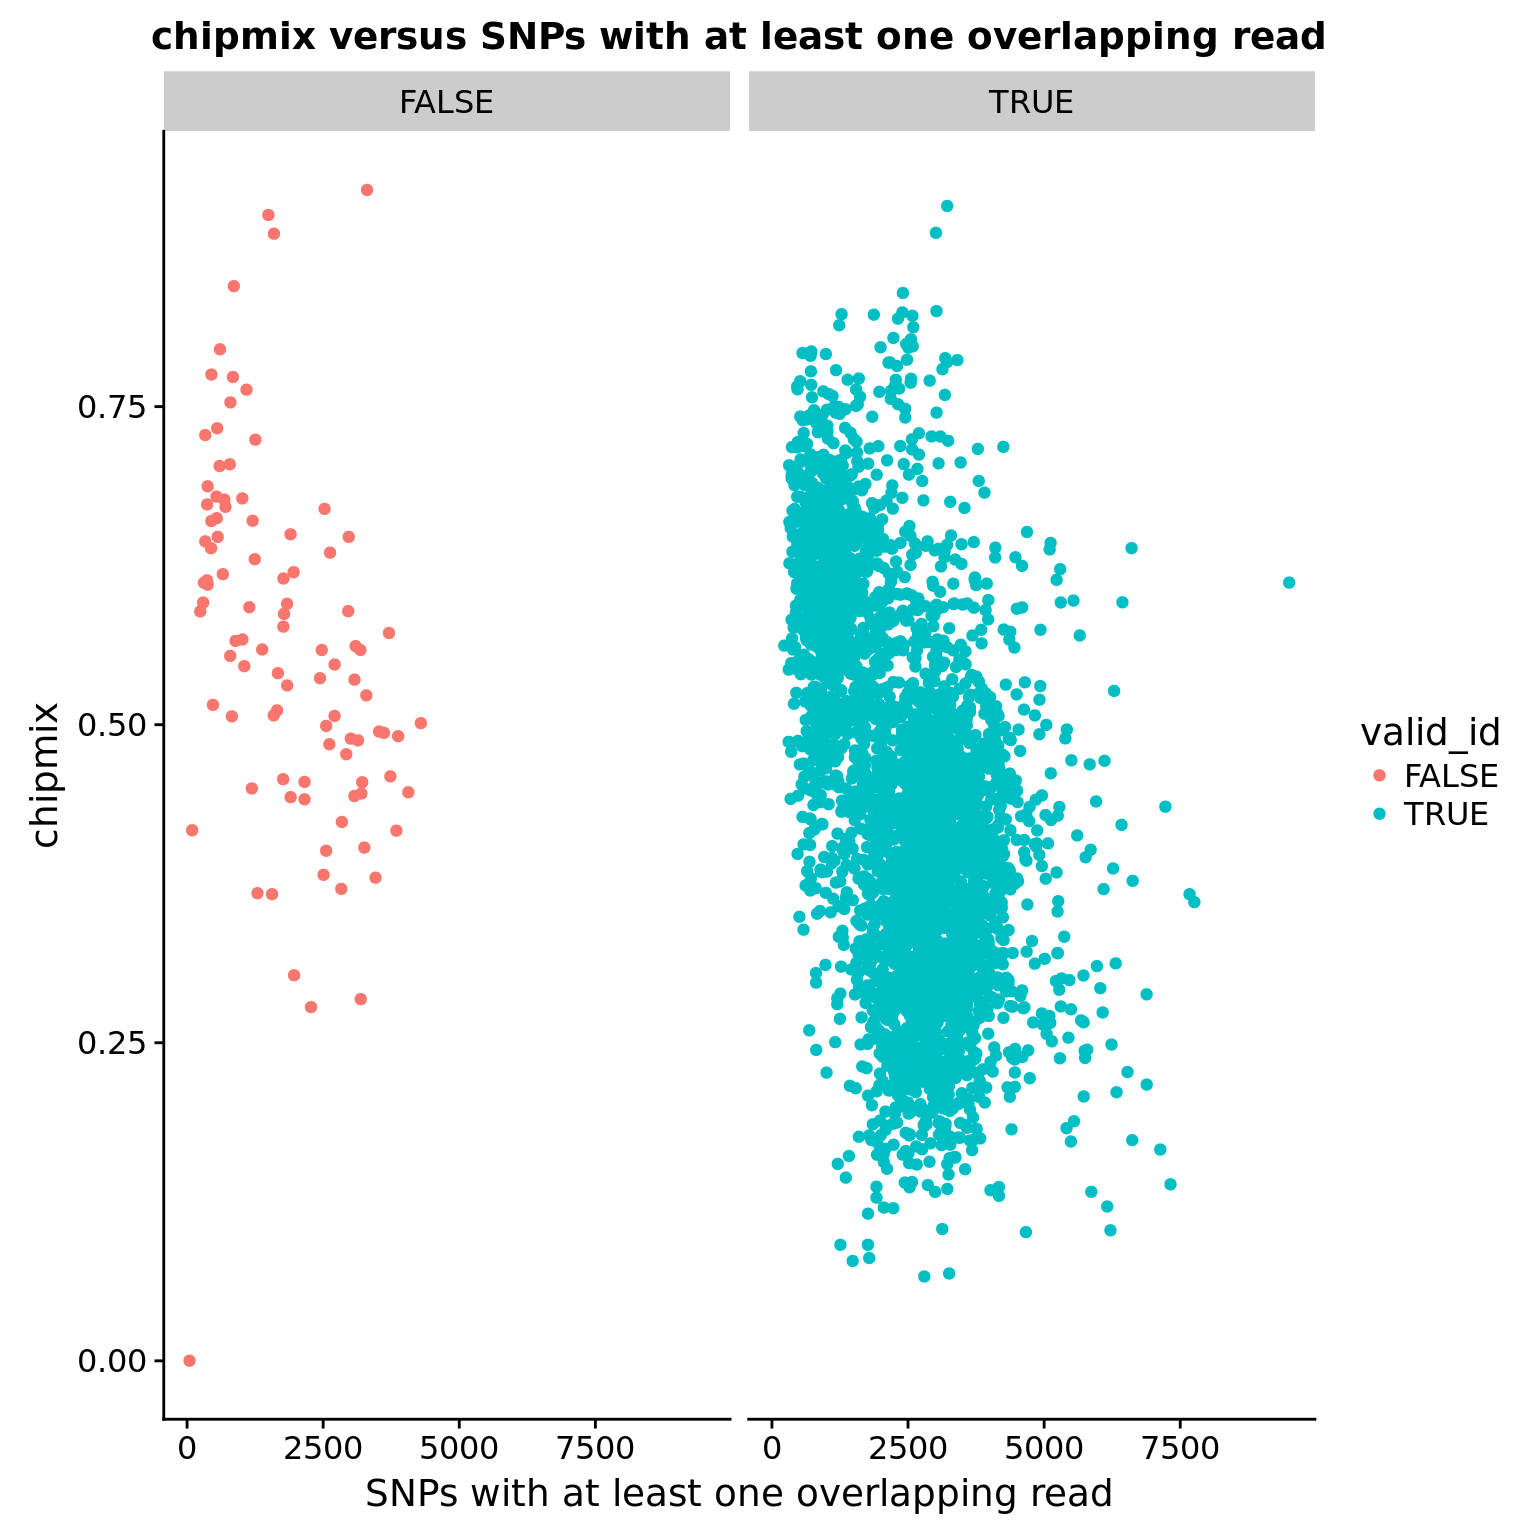 chipmix versus SNPs with at least one overlapping read
FALSE
TRUE
chipmix
0.75
0.50
0.25
0.00
0 2500 5000 7500
0 2500 5000 7500
SNPs with at least one overlapping read
valid_id
FALSE
TRUE